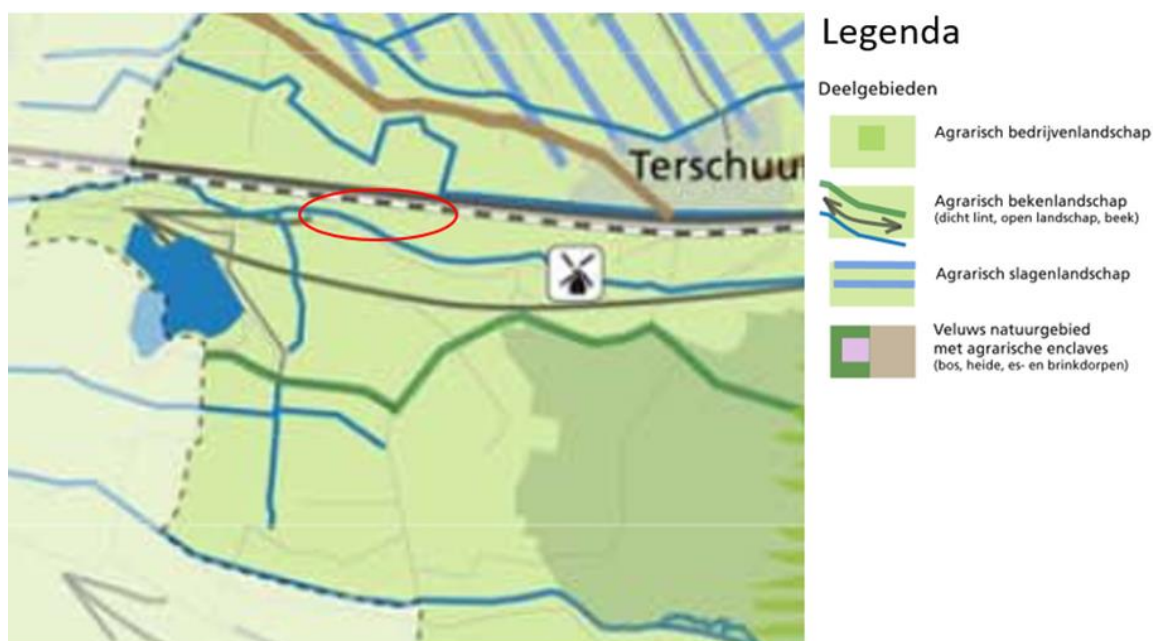 Legenda
Deelgebieden
Agrarisch bedrijvenlandschap
Agrarisch bekenlandschap
(dicht lint, open landschap, beek)
Agrarisch slagenlandschap
Veluws natuurgebied
met agrarische enclaves
(bos, heide, es- en brinkdorpen)
Terschuu